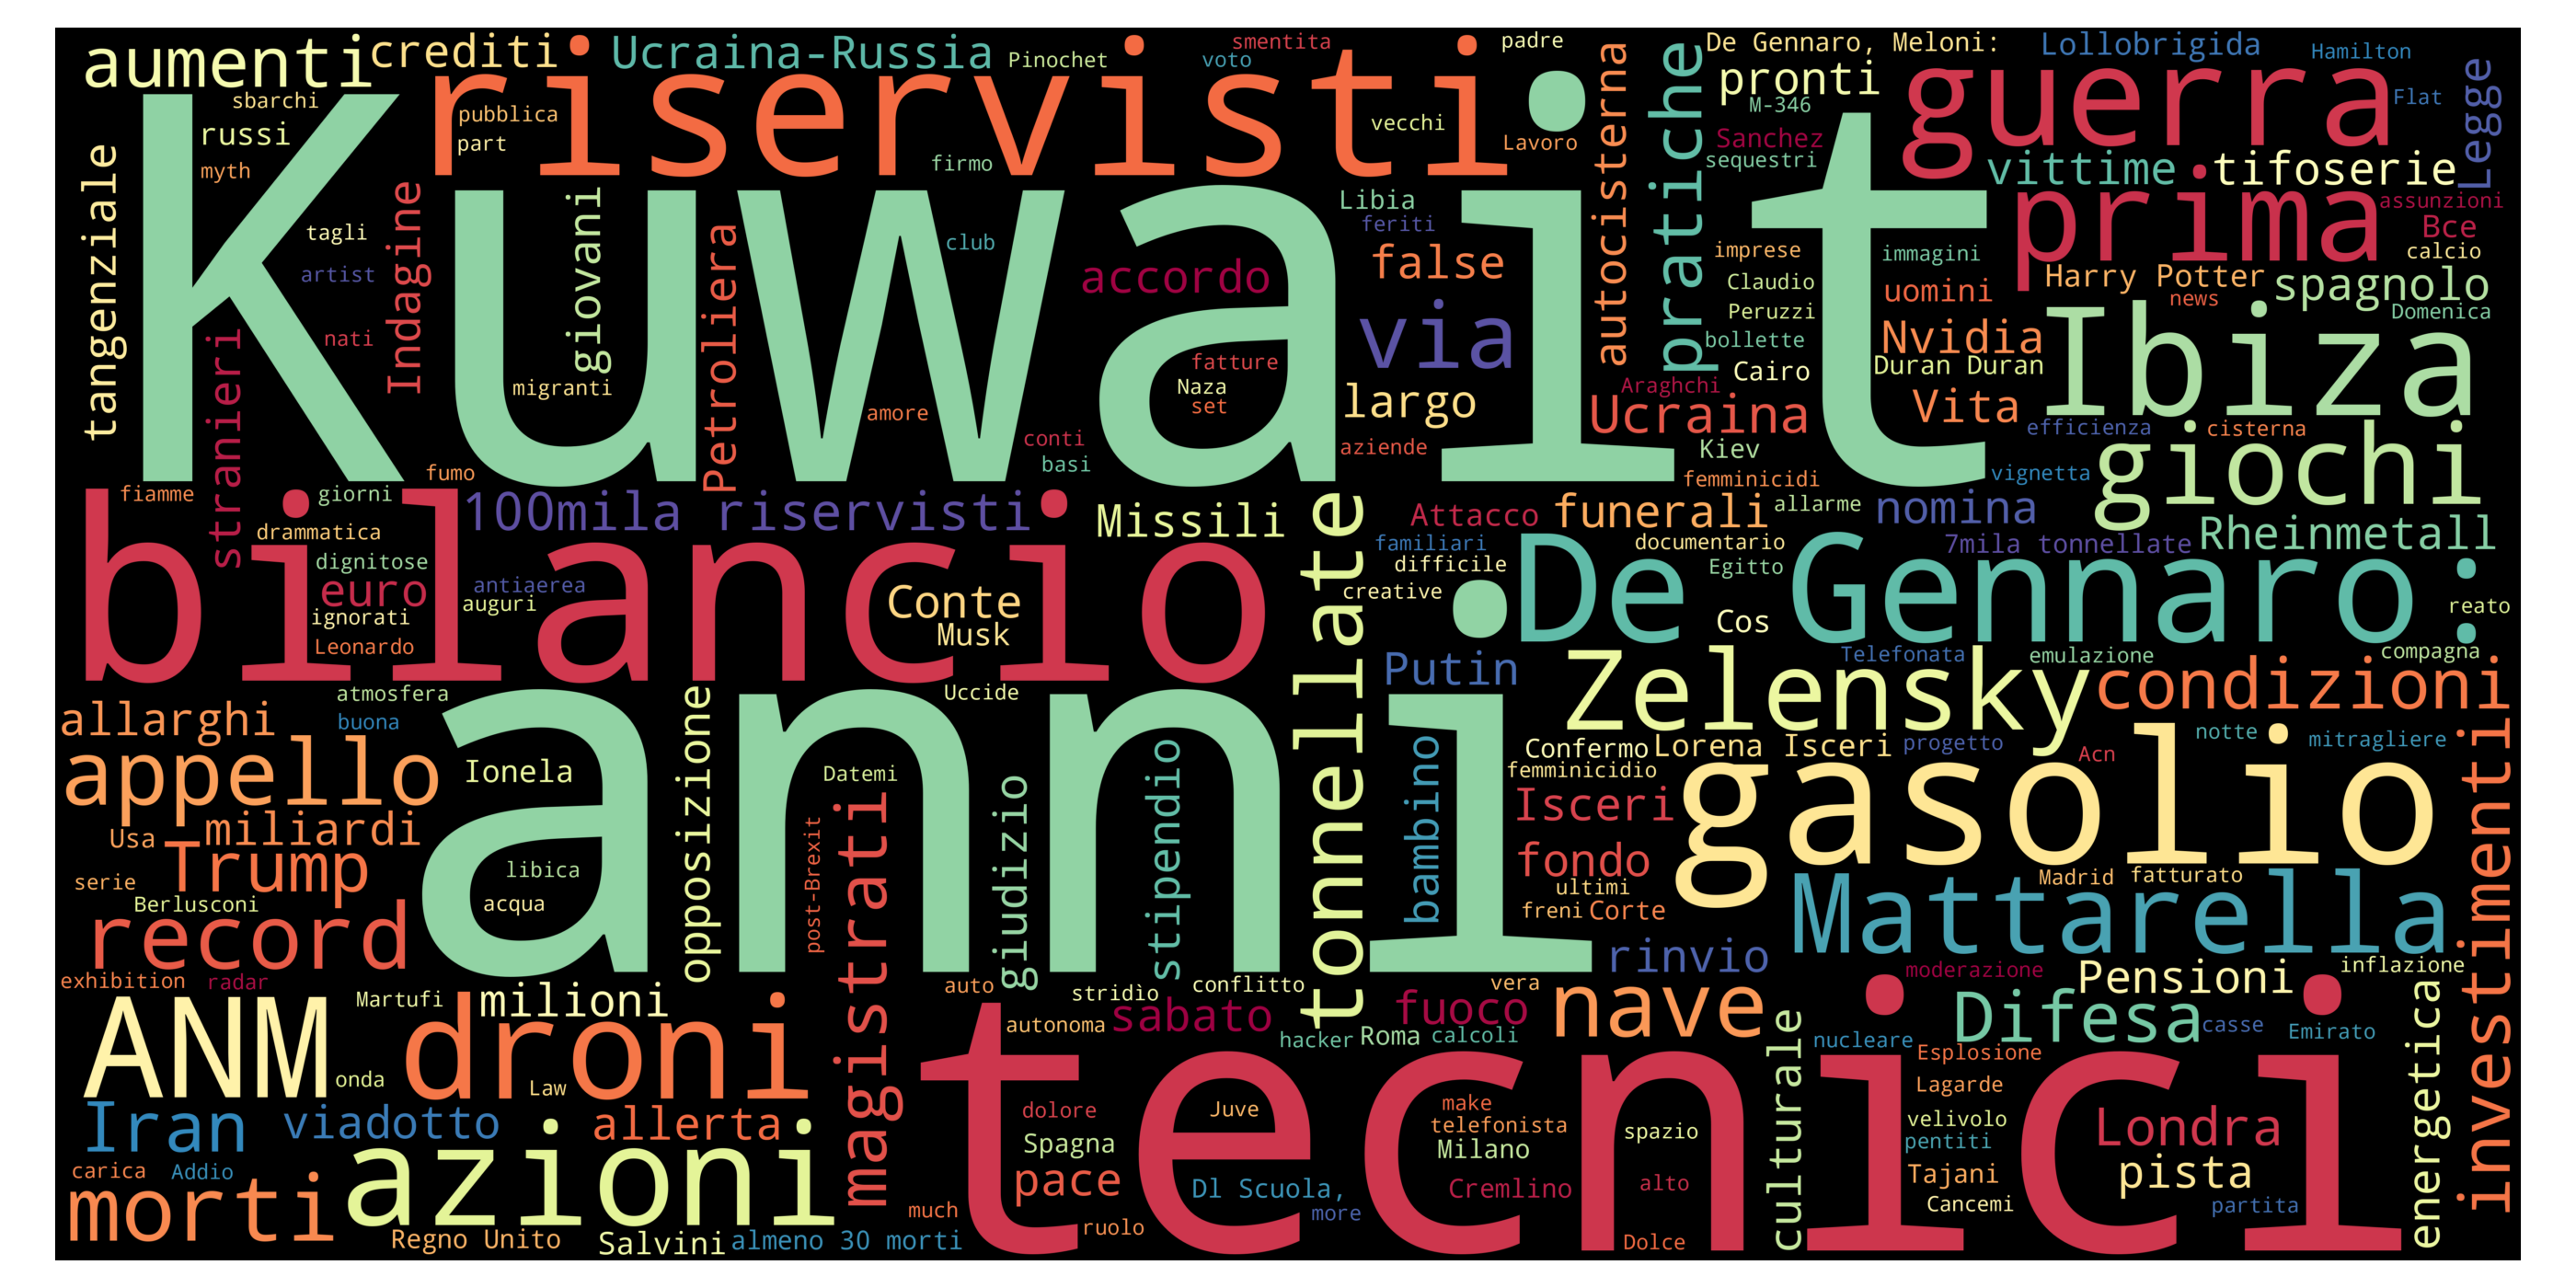 aumenti
crediti
Ucraina-Russia
Pinochet
smentita
voto
padre
De Gennaro, Meloni:
Lollobrigida
Hamilton
sbarchi
riservisti
pubblica
part
vecchi
Lavoro
autocisterna
pratiche
pronti
M-346
Sanchez
sequestri
guerra
Flat
Legge
russi
myth
firmo
Kuwait
vittime
tifoserie
tangenziale
Indagine
giovani
Petroliera
club
Libia
feriti
prima
assunzioni
Bce
calcio
tagli
artist
nati
accordo
false
imprese
Claudio
Peruzzi
bollette
immagini
uomini
Harry Potter
news
spagnolo
Domenica
stranieri
migranti
amore
fatture
Naza
set
via
largo
Cairo
Araghchi
Nvidia
Duran Duran
Vita
Ibiza
efficienza
cisterna
fumo
conti
basi
aziende
Ucraina
Kiev
femminicidi
vignetta
giochi
fiamme
giorni
100mila riservisti
Missili
Attacco
funerali
allarme
nomina
drammatica
dignitose
euro
ignorati
Leonardo
antiaerea
auguri
bilancio
Conte
Musk
tonnellate
familiari
difficile
creative
documentario
Egitto
7mila tonnellate
Rheinmetall
De Gennaro:
Cos
reato
compagna
atmosfera
buona
Uccide
Putin
Zelensky
Telefonata
emulazione
condizioni
allarghi
appello
Ionela
opposizione
Datemi
anni
stipendio
giudizio
bambino
Confermo
Lorena Isceri
progetto
notte
mitragliere
Acn
femminicidio
Isceri
gasolio
investimenti
Usa
miliardi
Trump
serie
Berlusconi
record
libica
acqua
post-Brexit
magistrati
fondo
ultimi
freni
Corte
Madrid
fatturato
Mattarella
exhibition
radar
Martufi
milioni
auto
stridìo
conflitto
vera
rinvio
moderazione
Pensioni
inflazione
ANM
droni
onda
Law
autonoma
sabato
hacker
Roma
calcoli
fuoco
nave
culturale
nucleare
Difesa
casse
Emirato
energetica
Iran
viadotto
allerta
dolore
Juve
make
telefonista
Milano
spazio
Esplosione
Lagarde
velivolo
pentiti
Londra
carica
Addio
azioni
Spagna
pace
tecnici
Dl Scuola,
Cremlino
alto
Tajani
Cancemi
pista
partita
morti
Regno Unito
Salvini
almeno 30 morti
much
ruolo
more
Dolce